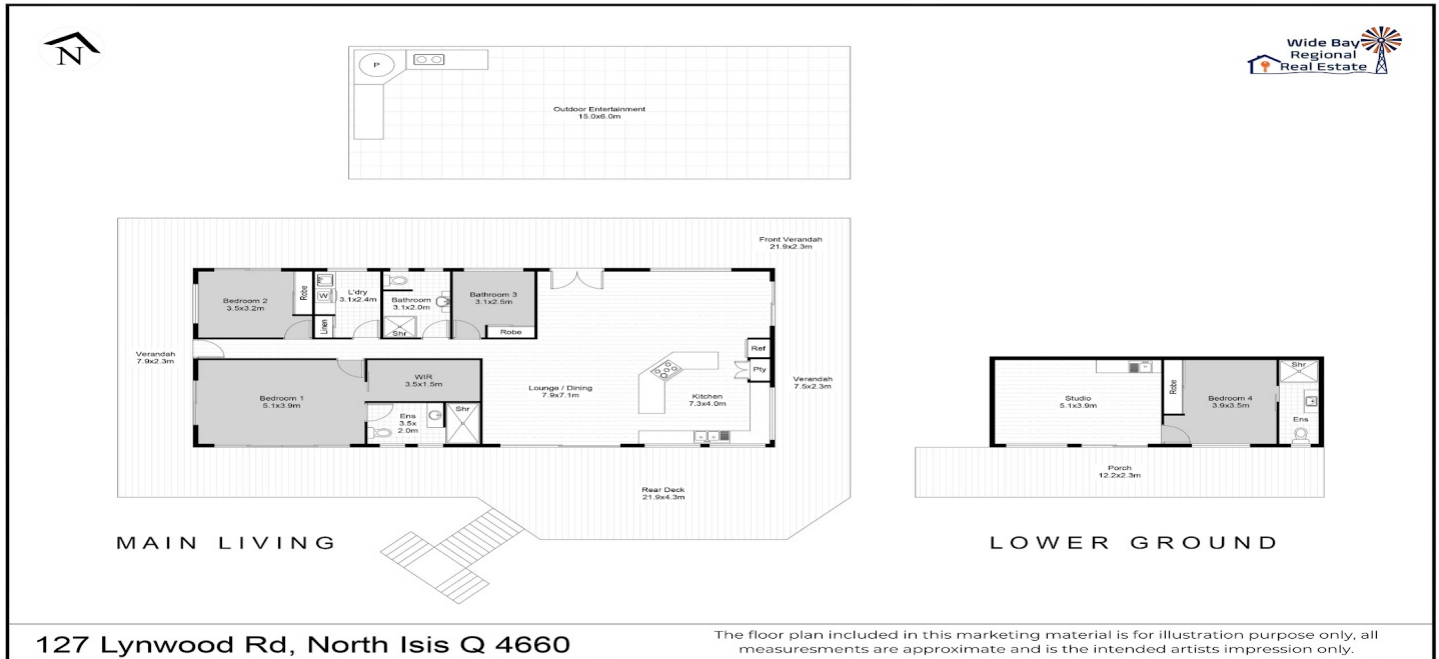 N
Wide Bay
Regional
Real Estate
P
Outdoor Entertainment
15.0x6.0m
Front Verandah
21.9x2.3m
Bedroom 2
3.5x3.2m
Robe
W
Linen
L'dry
3.1x2.4m
Bathroom
3.1x2.0m
Shr
Bathroom 3
3.1x2.5m
Robe
Verandah
7.9x2.3m
Bedroom 1
5.1x3.9m
WIR
3.5x1.5m
Ens
3.5x
2.0m
Shr
Lounge / Dining
7.9x7.1m
Ref
Pty
Kitchen
7.3x4.0m
Verandah
7.5x2.3m
Rear Deck
21.9x4.3m
MAIN LIVING
Studio
5.1x3.9m
Robe
Bedroom 4
3.9x3.5m
Shr
Ens
Porch
12.2x2.3m
LOWER GROUND
127 Lynwood Rd, North Isis Q 4660
The floor plan included in this marketing material is for illustration purpose only, all
measuresments are approximate and is the intended artists impression only.